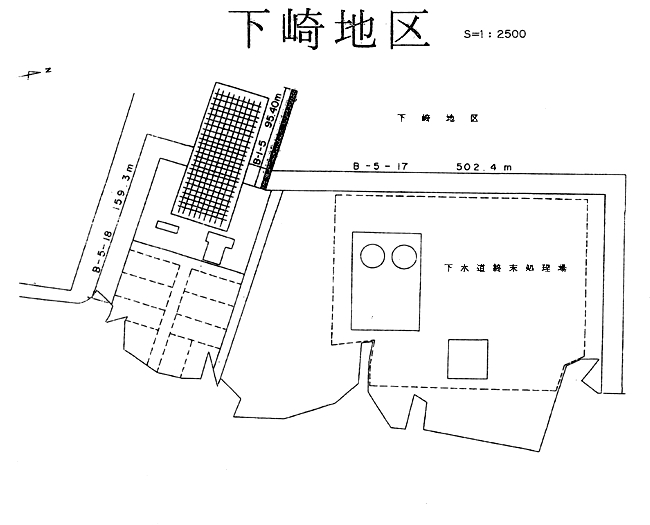 下崎地区
S=1:2500
N
下崎地区
B-1-5 95.40m
B-5-17 502.4m
B-5-18 159.3m
下水道終末処理場